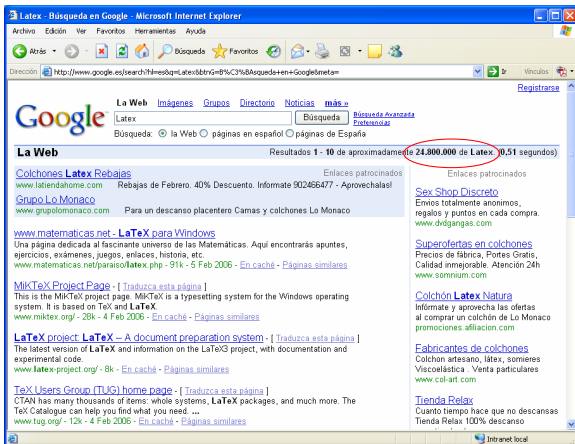 Latex - Búsqueda en Google - Microsoft Internet Explorer
Archivo Edición Ver Favoritos Herramientas Ayuda
Atrás Búsqueda Favoritos
Dirección http://www.google.es/search?hl=es&q=Latex&btnG=B%C3%BAsqueda+en+Google&meta= Ir Vínculos
Registrarse
Google
La Web Imágenes Grupos Directorio Noticias más »
Latex Búsqueda Búsqueda Avanzada
Preferencias
Búsqueda: la Web páginas en español páginas de España
La Web Resultados 1 - 10 de aproximadamente 24.800.000 de Latex. (0,51 segundos)
Colchones Latex Rebajas Enlaces patrocinados
www.latiendahome.com Rebajas de Febrero. 40% Descuento. Informate 902466477 - Aprovechalas!
Grupo Lo Monaco
www.grupolomonaco.com Para un descanso placentero Camas y colchones Lo Monaco
www.matematicas.net - LaTeX para Windows
Una página dedicada al fascinante universo de las Matemáticas. Aquí encontrarás apuntes,
ejercicios, exámenes, juegos, enlaces, historia, etc.
www.matematicas.net/paraiso/latex.php - 91k - 5 Feb 2006 - En caché - Páginas similares
MiKTeX Project Page - [ Traduzca esta página ]
This is the MiKTeX project page. MiKTeX is a typesetting system for the Windows operating
system. It is based on TeX and LaTeX.
www.miktex.org/ - 28k - 4 Feb 2006 - En caché - Páginas similares
LaTeX project: LaTeX – A document preparation system - [ Traduzca esta página ]
The latest version of LaTeX and information on the LaTeX3 project, with documentation and
experimental code.
www.latex-project.org/ - 8k - En caché - Páginas similares
TeX Users Group (TUG) home page - [ Traduzca esta página ]
CTAN has many thousands of items: whole systems, LaTeX packages, and much more. The
TeX Catalogue can help you find what you need. ...
www.tug.org/ - 12k - 4 Feb 2006 - En caché - Páginas similares
Enlaces patrocinados
Sex Shop Discreto
Envios totalmente anonimos,
regalos y puntos en cada compra.
www.dvdgangas.com
Superofertas en colchones
Precios de fábrica, Portes Gratis,
Calidad inmejorable. Atención 24h
www.somnium.com
Colchón Latex Natura
Infórmate y aprovecha las ofertas
al comprar un colchón de Lo Monaco
promociones.afiliacion.com
Fabricantes de colchones
Colchon artesano, látex, somieres
Viscoelástica . Venta particulares
www.col-art.com
Tienda Relax
Cuanto tiempo hace que no descansas
Tienda Relax 100% descanso
Intranet local